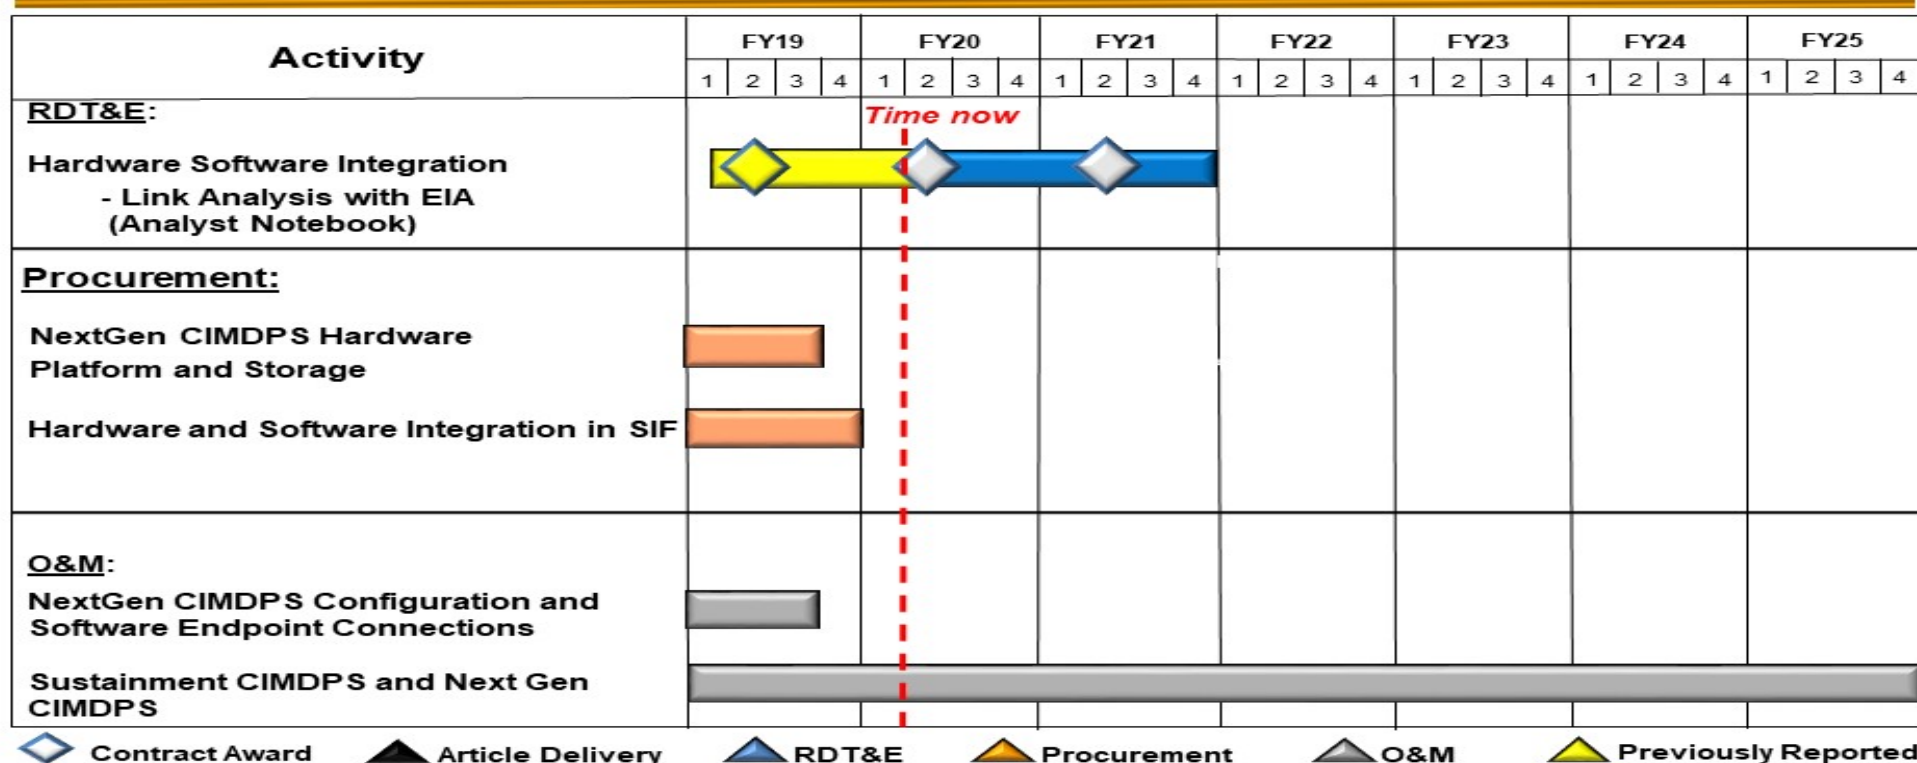 Activity
FY19 FY20 FY21 FY22 FY23 FY24 FY25
1 2 3 4 1 2 3 4 1 2 3 4 1 2 3 4 1 2 3 4 1 2 3 4 1 2 3 4
RDT&E:
Time now
Hardware Software Integration
- Link Analysis with EIA
(Analyst Notebook)
Procurement:
NextGen CIMDPS Hardware
Platform and Storage
Hardware and Software Integration in SIF
O&M:
NextGen CIMDPS Configuration and
Software Endpoint Connections
Sustainment CIMDPS and Next Gen
CIMDPS
Contract Award Article Delivery RDT&E Procurement O&M Previously Reported